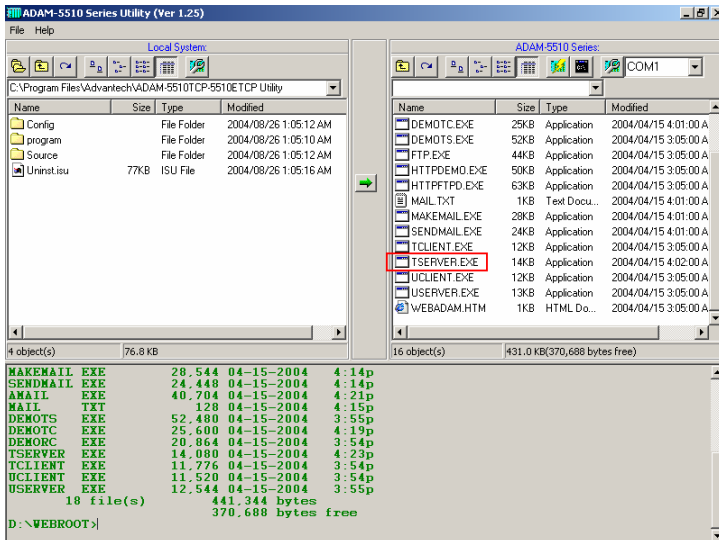 ADAM-5510 Series Utility (Ver 1.25)
File Help
Local System:
C:\Program Files\Advantech\ADAM-5510TCP-5510ETCP Utility
Name Size Type Modified
Config File Folder 2004/08/26 1:05:12 AM
program File Folder 2004/08/26 1:05:10 AM
Source File Folder 2004/08/26 1:05:12 AM
Uninst.isu 77KB ISU File 2004/08/26 1:05:16 AM
4 object(s) 76.8 KB
ADAM-5510 Series:
COM1
Name Size Type Modified
DEMOTC.EXE 25KB Application 2004/04/15 4:01:00 A
DEMOTS.EXE 52KB Application 2004/04/15 3:05:00 A
FTP.EXE 44KB Application 2004/04/15 3:05:00 A
HTTPDEMO.EXE 50KB Application 2004/04/15 3:05:00 A
HTTPFTPD.EXE 63KB Application 2004/04/15 3:05:00 A
MAIL.TXT 1KB Text Docu... 2004/04/15 4:01:00 A
MAKEMAIL.EXE 28KB Application 2004/04/15 4:01:00 A
SENDMAIL.EXE 24KB Application 2004/04/15 4:01:00 A
TCLIENT.EXE 12KB Application 2004/04/15 3:05:00 A
TSERVER.EXE 14KB Application 2004/04/15 4:02:00 A
UCLIENT.EXE 12KB Application 2004/04/15 3:05:00 A
USERVER.EXE 13KB Application 2004/04/15 3:05:00 A
WEBADAM.HTM 1KB HTML Do... 2004/04/15 3:05:00 A
16 object(s) 431.0 KB(370,688 bytes free)
MAKEMAIL EXE 28,544 04-15-2004 4:14p
SENDMAIL EXE 24,448 04-15-2004 4:14p
AMAIL EXE 40,704 04-15-2004 4:21p
MAIL TXT 128 04-15-2004 4:15p
DEMOTS EXE 52,480 04-15-2004 3:55p
DEMOTC EXE 25,600 04-15-2004 4:19p
DEMORC EXE 20,864 04-15-2004 3:54p
TSERVER EXE 14,080 04-15-2004 4:23p
TCLIENT EXE 11,776 04-15-2004 3:54p
UCLIENT EXE 11,520 04-15-2004 3:54p
USERVER EXE 12,544 04-15-2004 3:55p
18 file(s) 441,344 bytes
370,688 bytes free
D:\WEBROOT>